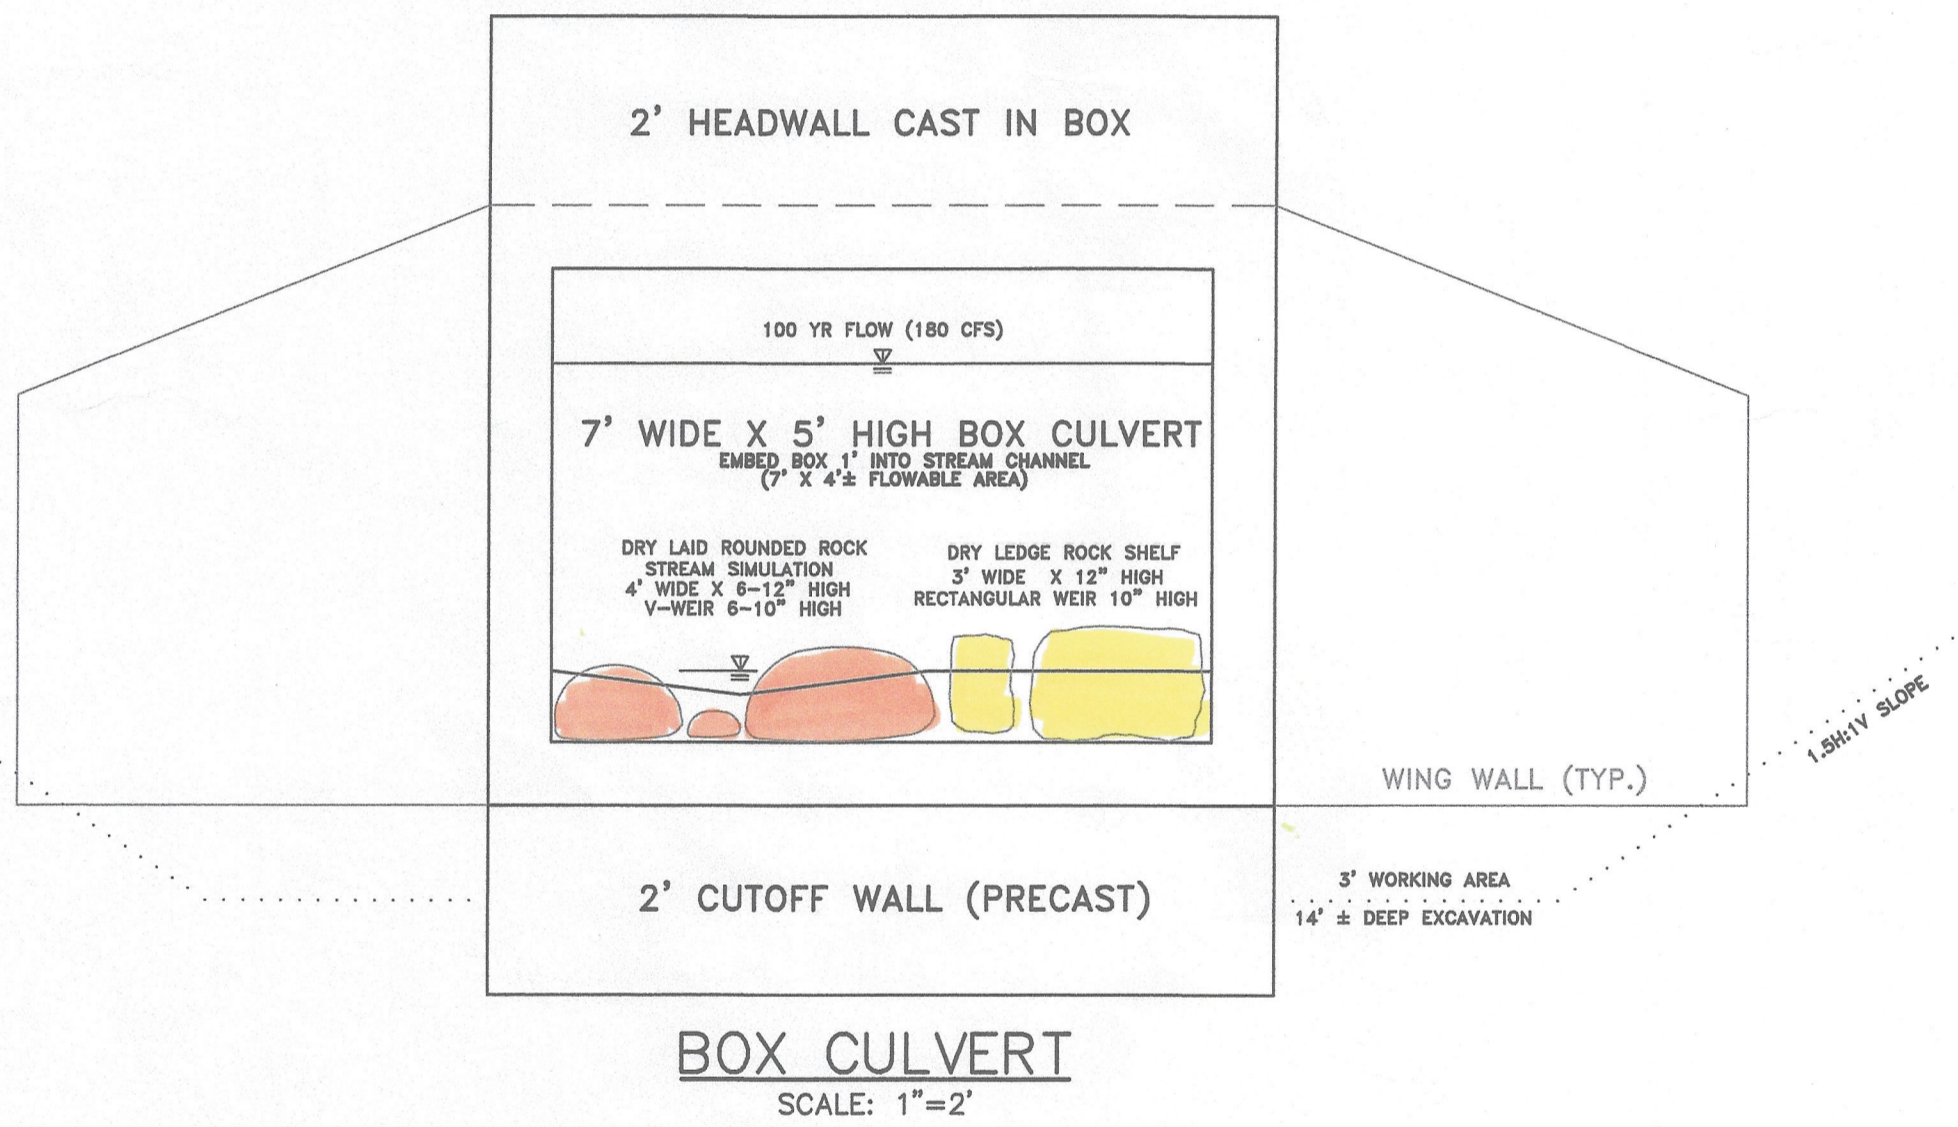 2' HEADWALL CAST IN BOX
100 YR FLOW (180 CFS)
7' WIDE X 5' HIGH BOX CULVERT
EMBED BOX 1' INTO STREAM CHANNEL
(7' X 4'± FLOWABLE AREA)
DRY LAID ROUNDED ROCK
STREAM SIMULATION
4' WIDE X 6-12" HIGH
V-WEIR 6-10" HIGH
DRY LEDGE ROCK SHELF
3' WIDE X 12" HIGH
RECTANGULAR WEIR 10" HIGH
1.5H:1V SLOPE
WING WALL (TYP.)
2' CUTOFF WALL (PRECAST)
3' WORKING AREA
14' ± DEEP EXCAVATION
BOX CULVERT
SCALE: 1"=2'